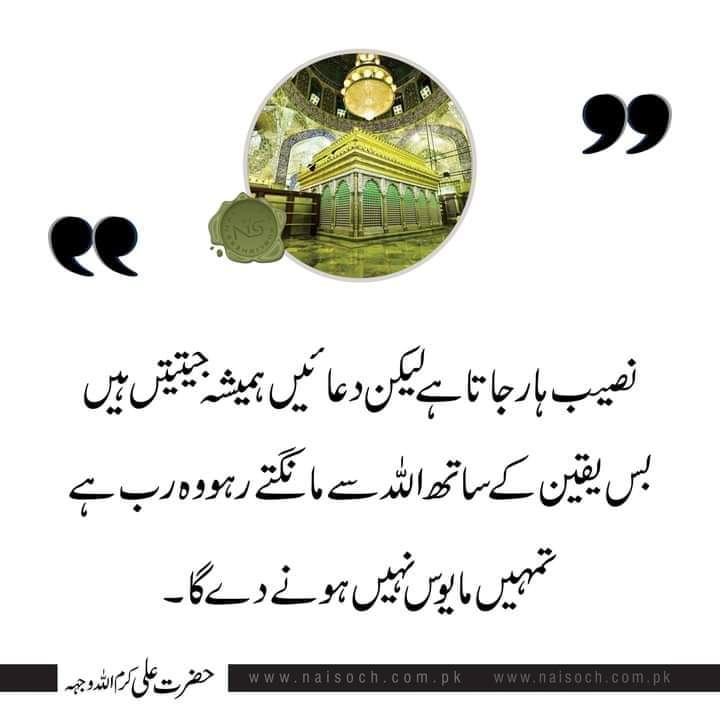 نصیب ہار جاتا ہے لیکن دعائیں ہمیشہ جیتیتں ہیں
بس یقین کے ساتھ اللہ سے مانگتے رہو وہ رب ہے
تمہیں مایوس نہیں ہونے دے گا۔
حضرت علی کرم اللہ وجہہ
www.naisoch.com.pk www.naisoch.com.pk